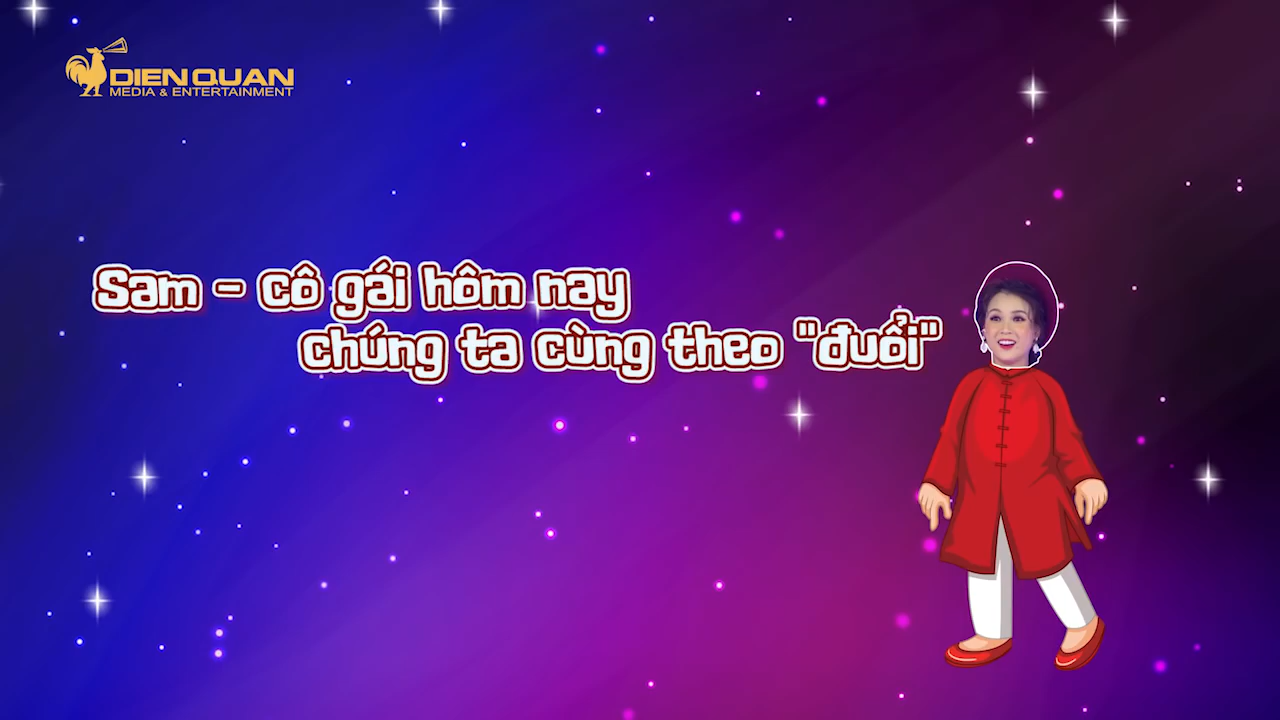 DIEN QUAN
MEDIA & ENTERTAINMENT
Sam - cô gái hôm nay
chúng ta cùng theo "đuổi"